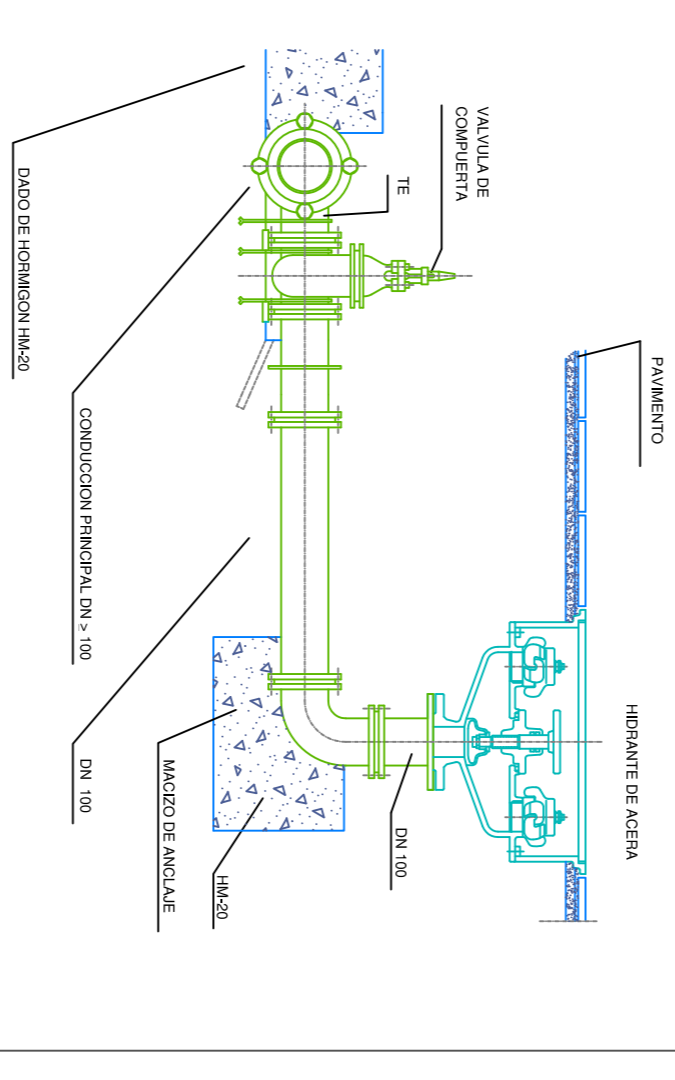 HIDRANTE DE ACERA
PAVIMENTO
VALVULA DE
COMPUERTA
TE
DN 100
HM-20
MACIZO DE ANCLAJE
DN 100
CONDUCCION PRINCIPAL DN ≥ 100
DADO DE HORMIGON HM-20